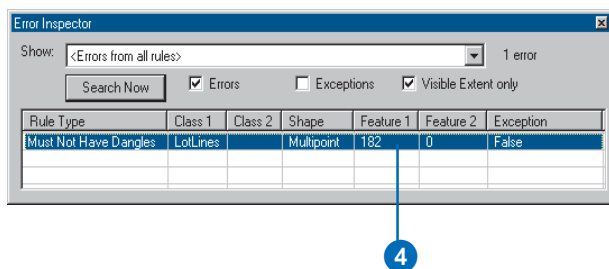 Error Inspector
Show: <Errors from all rules> 1 error
Search Now Errors Exceptions Visible Extent only
Rule Type Class 1 Class 2 Shape Feature 1 Feature 2 Exception
Must Not Have Dangles LotLines Multipoint 182 0 False
4